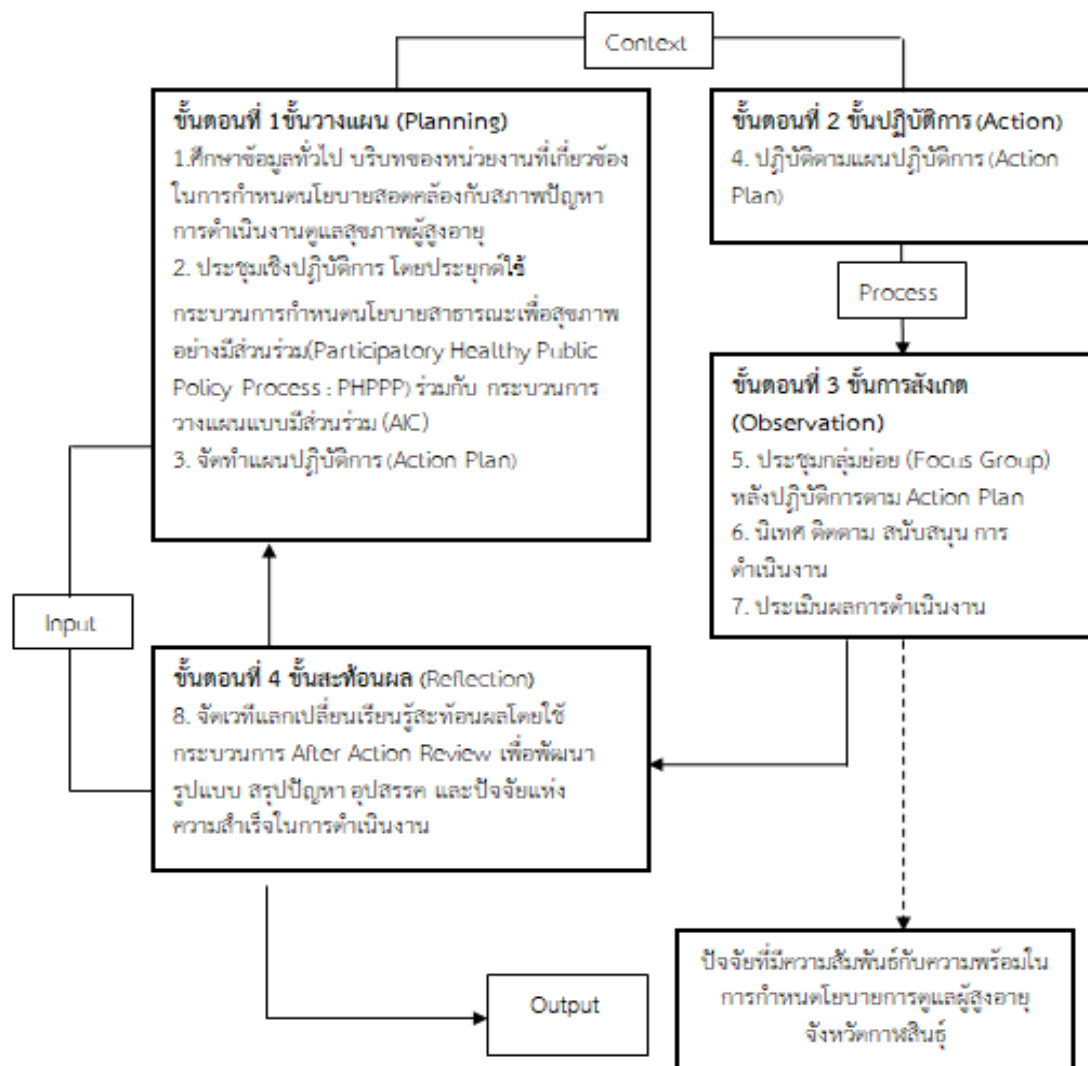 Context
ขั้นตอนที่ 1ขั้นวางแผน (Planning)
1.ศึกษาข้อมูลทั่วไป บริบทของหน่วยงานที่เกี่ยวข้อง
ในการกำหนดนโยบายสอดคล้องกับสภาพปัญหา
การดำเนินงานดูแลสุขภาพผู้สูงอายุ
2. ประชุมเชิงปฏิบัติการ โดยประยุกต์ใช้
กระบวนการกำหนดนโยบายสาธารณะเพื่อสุขภาพ
อย่างมีส่วนร่วม(Participatory Healthy Public
Policy Process : PHPPP) ร่วมกับ กระบวนการ
วางแผนแบบมีส่วนร่วม (AIC)
3. จัดทำแผนปฏิบัติการ (Action Plan)
ขั้นตอนที่ 2 ขั้นปฏิบัติการ (Action)
4. ปฏิบัติตามแผนปฏิบัติการ (Action
Plan)
Process
ขั้นตอนที่ 3 ขั้นการสังเกต
(Observation)
5. ประชุมกลุ่มย่อย (Focus Group)
หลังปฏิบัติการตาม Action Plan
6. นิเทศ ติดตาม สนับสนุน การ
ดำเนินงาน
7. ประเมินผลการดำเนินงาน
Input
ขั้นตอนที่ 4 ขั้นสะท้อนผล (Reflection)
8. จัดเวทีแลกเปลี่ยนเรียนรู้สะท้อนผลโดยใช้
กระบวนการ After Action Review เพื่อพัฒนา
รูปแบบ สรุปปัญหา อุปสรรค และปัจจัยแห่ง
ความสำเร็จในการดำเนินงาน
Output
ปัจจัยที่มีความสัมพันธ์กับความพร้อมใน
การกำหนดโยบายการดูแลผู้สูงอายุ
จังหวัดกาฬสินธุ์